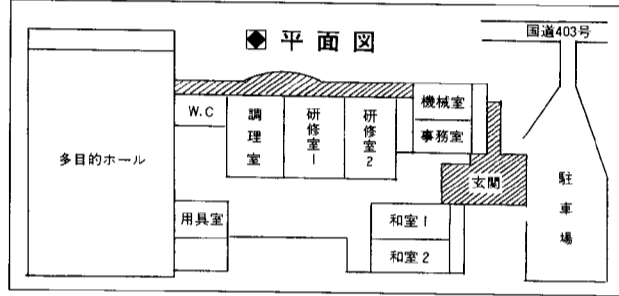 ◆ 平面図
国道403号
W.C
調理室
研修室1
研修室2
機械室
事務室
多目的ホール
玄関
駐車場
用具室
和室1
和室2